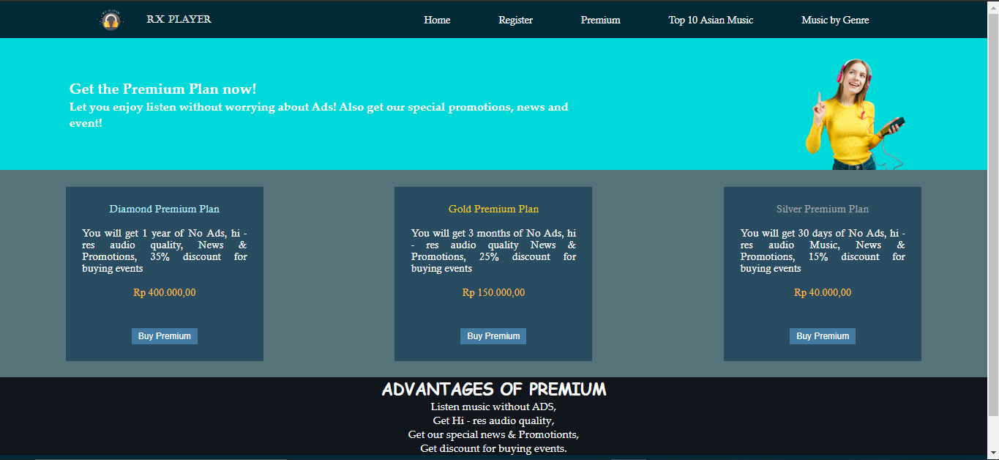 RX PLAYER
Home
Register
Premium
Top 10 Asian Music
Music by Genre
Get the Premium Plan now!
Let you enjoy listen without worrying about Ads! Also get our special promotions, news and
event!
Diamond Premium Plan
You will get 1 year of No Ads, hi -
res audio quality, News &
Promotions, 35% discount for
buying events
Rp 400.000,00
Buy Premium
Gold Premium Plan
You will get 3 months of No Ads, hi
- res audio quality News &
Promotions, 25% discount for
buying events
Rp 150.000,00
Buy Premium
Silver Premium Plan
You will get 30 days of No Ads, hi -
res audio Music, News &
Promotions, 15% discount for
buying events
Rp 40.000,00
Buy Premium
ADVANTAGES OF PREMIUM
Listen music without ADS,
Get Hi - res audio quality,
Get our special news & Promotionts,
Get discount for buying events.